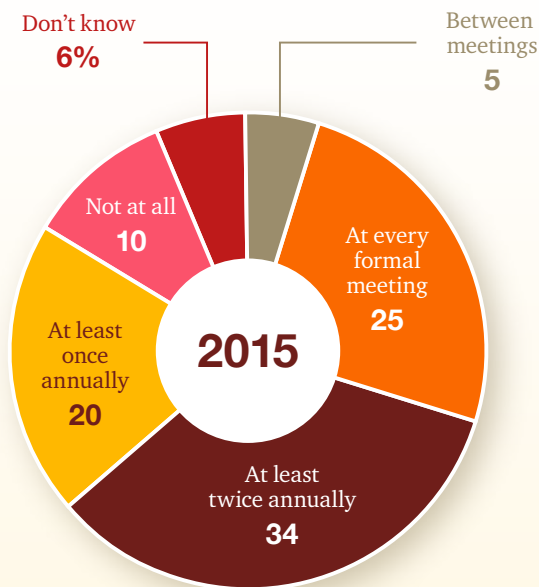 Don’t know
6%
Between
meetings
5
Not at all
10
At every
formal
meeting
25
2015
At least
once
annually
20
At least
twice annually
34